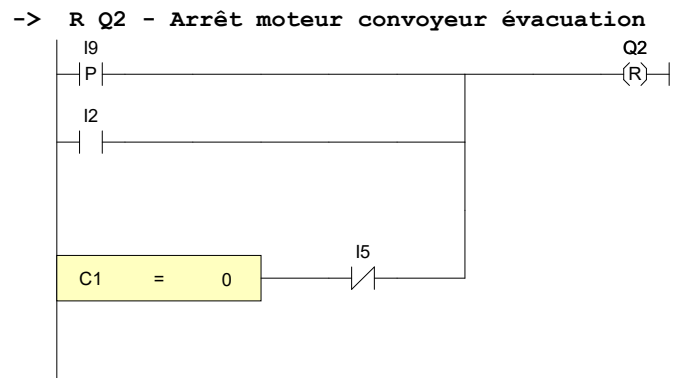 -> R Q2 - Arrêt moteur convoyeur évacuation
I9 Q2
P (R)
I2
I5
C1 = 0